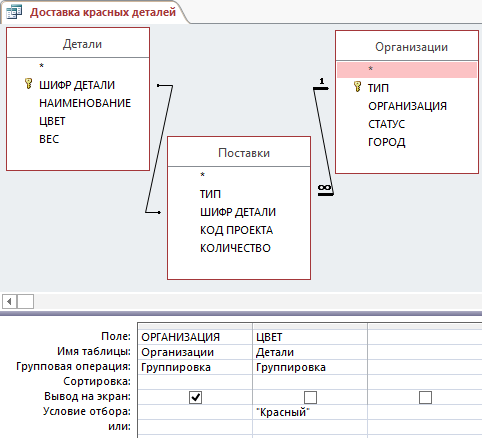 Доставка красных деталей
Детали
*
ШИФР ДЕТАЛИ
НАИМЕНОВАНИЕ
ЦВЕТ
ВЕС
Организации
*
ТИП
ОРГАНИЗАЦИЯ
СТАТУС
ГОРОД
1
∞
Поставки
*
ТИП
ШИФР ДЕТАЛИ
КОД ПРОЕКТА
КОЛИЧЕСТВО
Поле: ОРГАНИЗАЦИЯ ЦВЕТ
Имя таблицы: Организации Детали
Групповая операция: Группировка Группировка
Сортировка:
Вывод на экран:
Условие отбора: "Красный"
или: